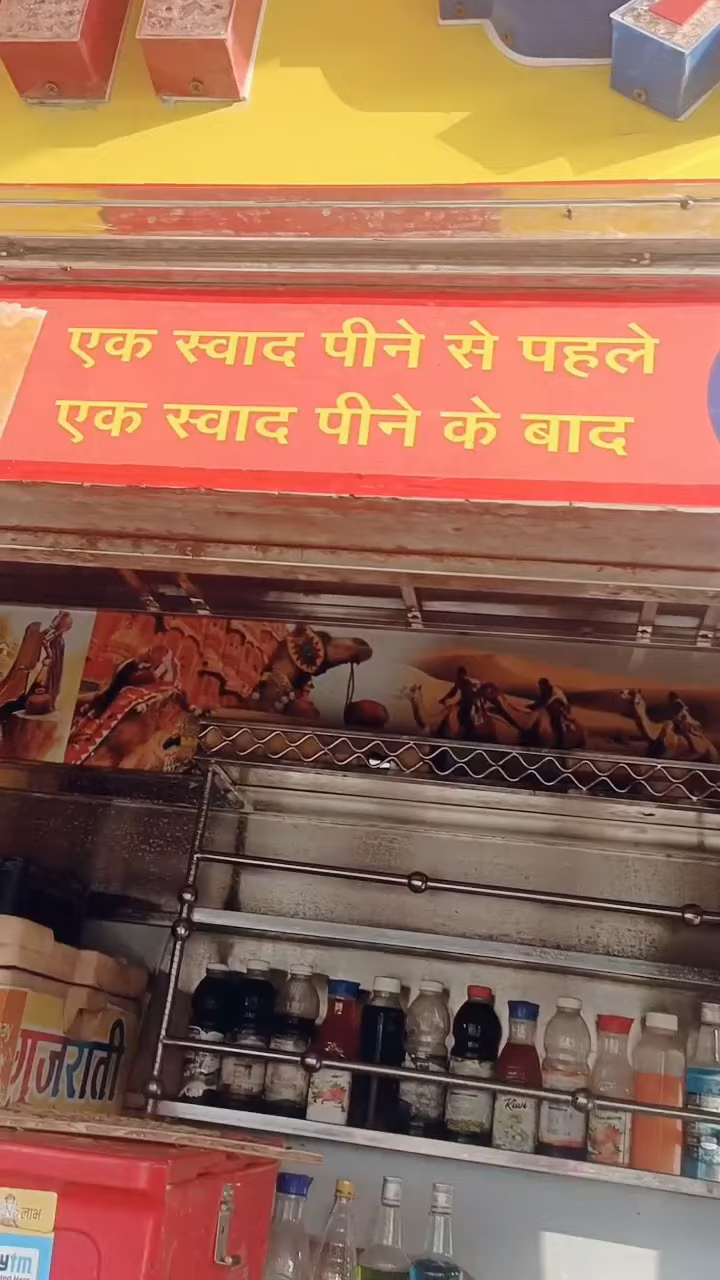 एक स्वाद पीने से पहले
एक स्वाद पीने के बाद
गुजराती
Kiwi
लाभ